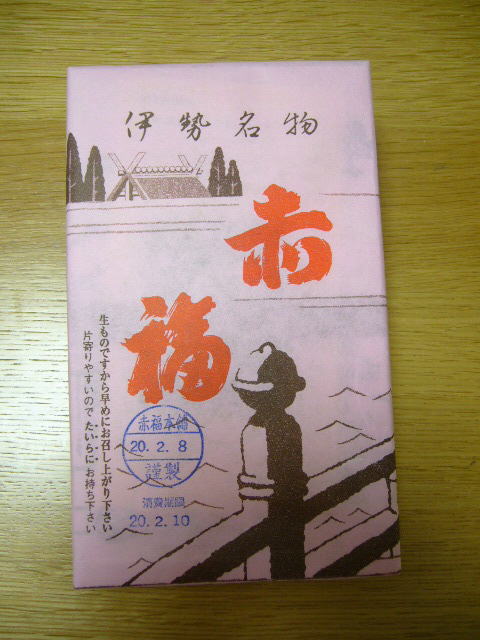 伊勢名物
赤
福
生ものですから早めにお召し上がり下さい
片寄りやすいので たいらに お持ち下さい
赤福本舗
20.2.8
謹製
消費期限
20.2.10